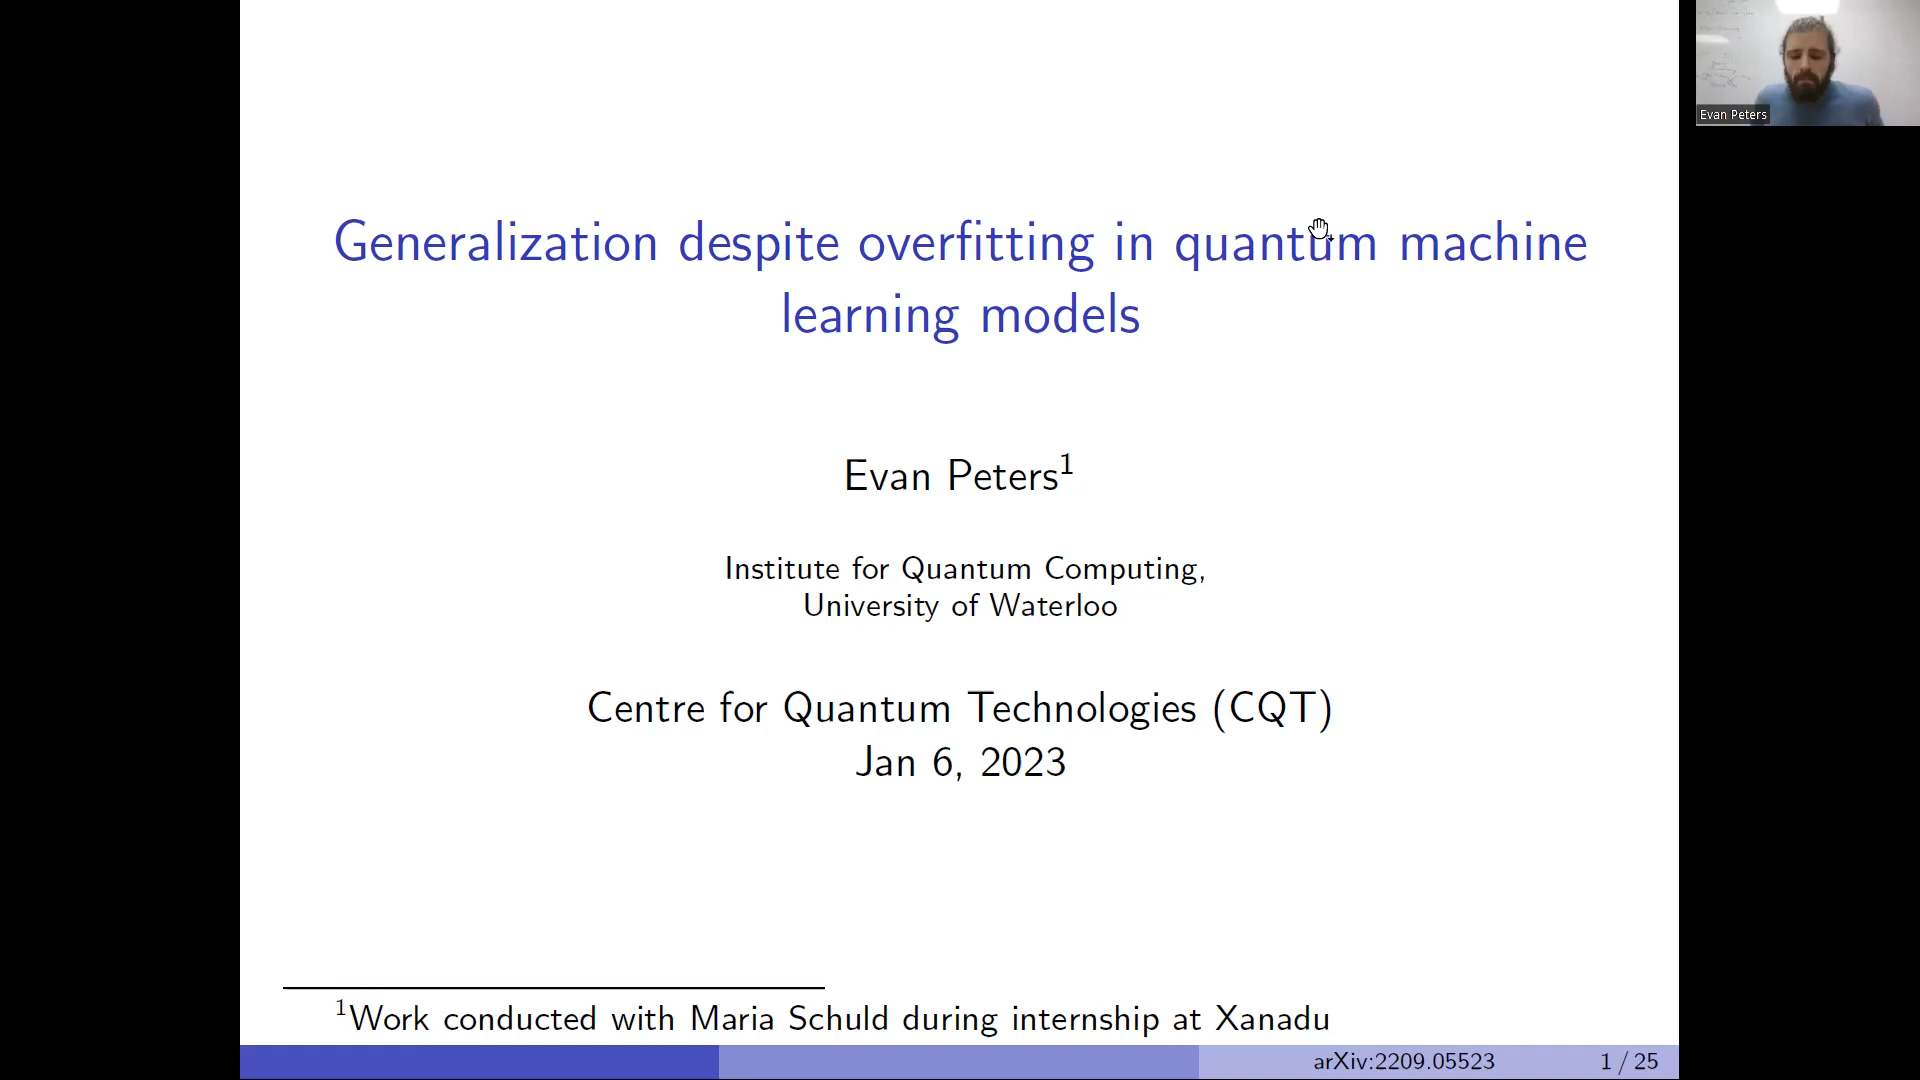 Generalization despite overfitting in quantum machine
learning models
Evan Peters¹
Institute for Quantum Computing,
University of Waterloo
Centre for Quantum Technologies (CQT)
Jan 6, 2023
¹Work conducted with Maria Schuld during internship at Xanadu
arXiv:2209.05523 1 / 25
Evan Peters